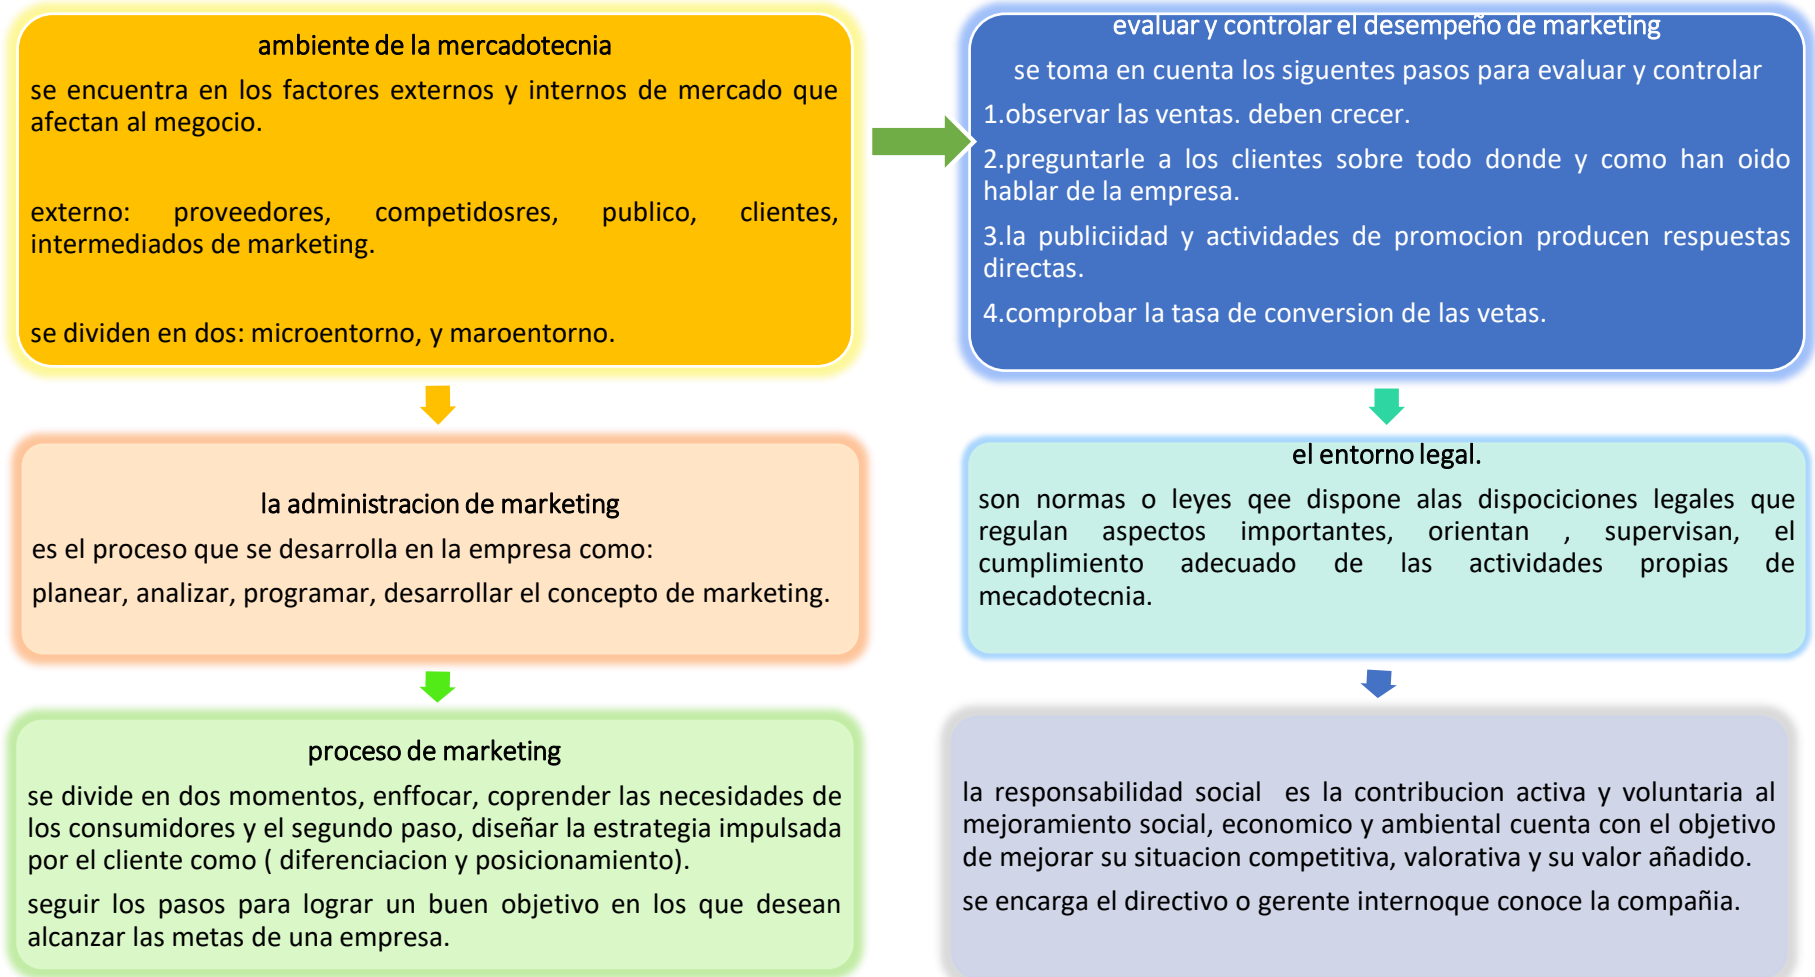 ambiente de la mercadotecnia
se encuentra en los factores externos y internos de mercado que
afectan al megocio.
externo: proveedores, competidosres, publico, clientes,
intermediados de marketing.
se dividen en dos: microentorno, y maroentorno.
la administracion de marketing
es el proceso que se desarrolla en la empresa como:
planear, analizar, programar, desarrollar el concepto de marketing.
proceso de marketing
se divide en dos momentos, enffocar, coprender las necesidades de
los consumidores y el segundo paso, diseñar la estrategia impulsada
por el cliente como ( diferenciacion y posicionamiento).
seguir los pasos para lograr un buen objetivo en los que desean
alcanzar las metas de una empresa.
evaluar y controlar el desempeño de marketing
se toma en cuenta los siguentes pasos para evaluar y controlar
1.observar las ventas. deben crecer.
2.preguntarle a los clientes sobre todo donde y como han oido
hablar de la empresa.
3.la publiciidad y actividades de promocion producen respuestas
directas.
4.comprobar la tasa de conversion de las vetas.
el entorno legal.
son normas o leyes qee dispone alas dispociciones legales que
regulan aspectos importantes, orientan , supervisan, el
cumplimiento adecuado de las actividades propias de
mecadotecnia.
la responsabilidad social es la contribucion activa y voluntaria al
mejoramiento social, economico y ambiental cuenta con el objetivo
de mejorar su situacion competitiva, valorativa y su valor añadido.
se encarga el directivo o gerente internoque conoce la compañia.